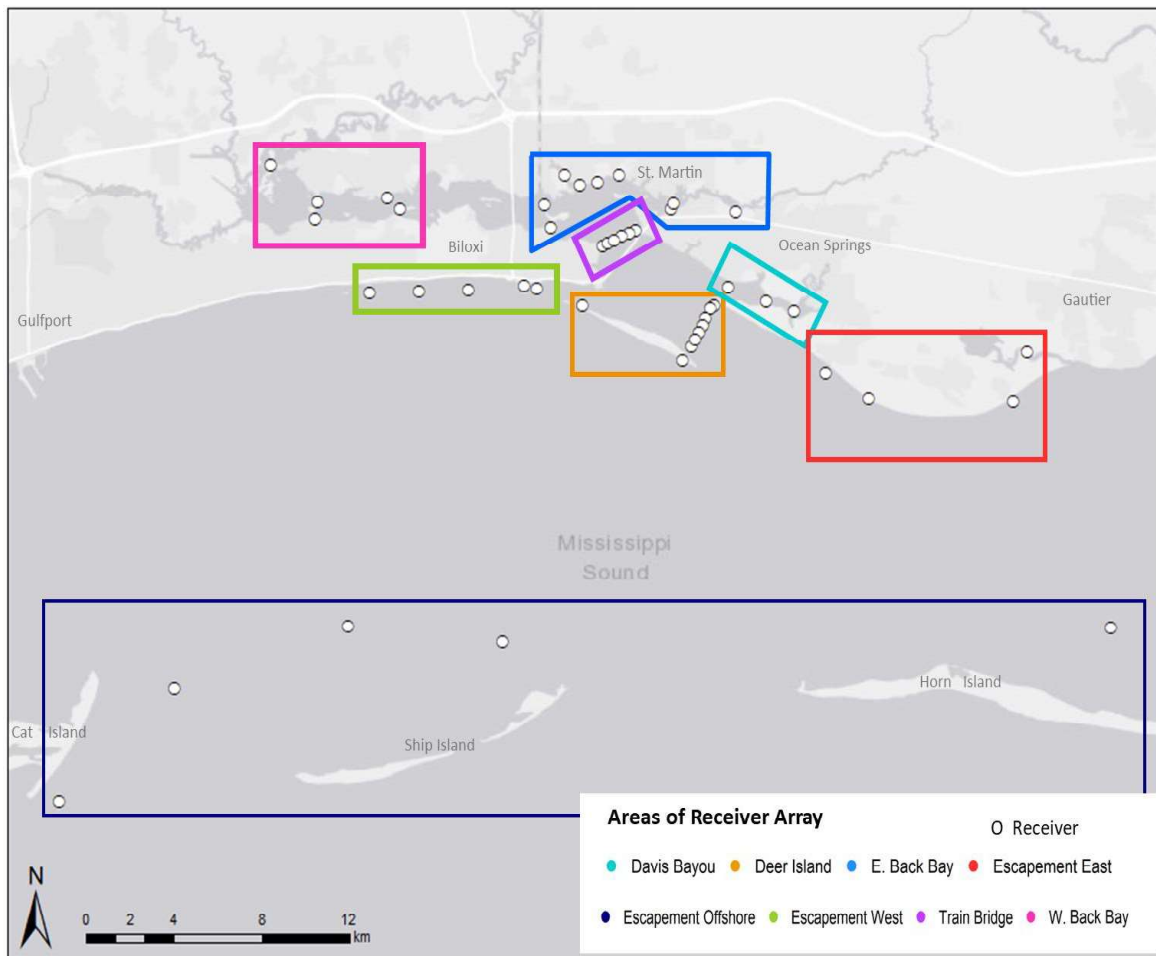 St. Martin
Biloxi
Ocean Springs
Gulfport
Gautier
Mississippi
Sound
Horn Island
Cat Island
Ship Island
Areas of Receiver Array
O Receiver
Davis Bayou
Deer Island
E. Back Bay
Escapement East
Escapement Offshore
Escapement West
Train Bridge
W. Back Bay
N
0 2 4 8 12
km